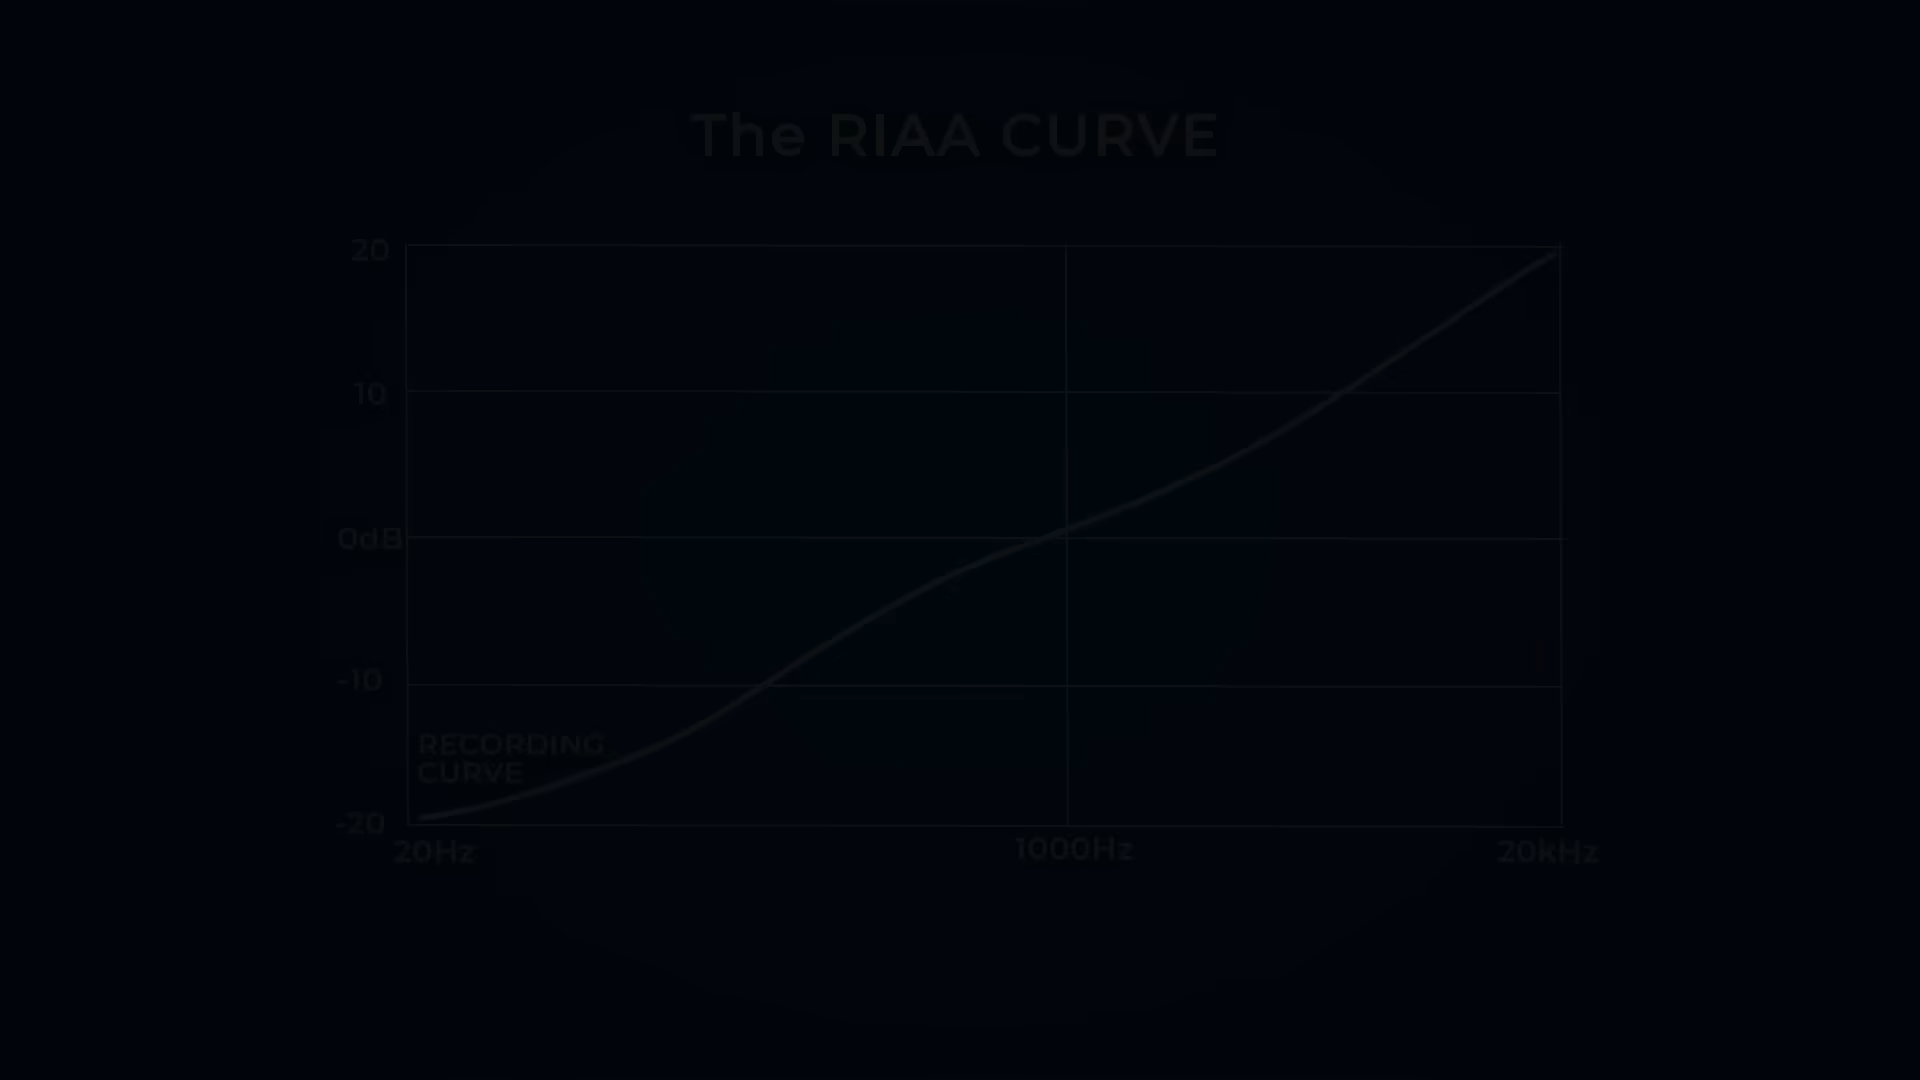 The RIAA CURVE
20
10
0dB
-10
RECORDING
CURVE
-20
20Hz
1000Hz
20kHz